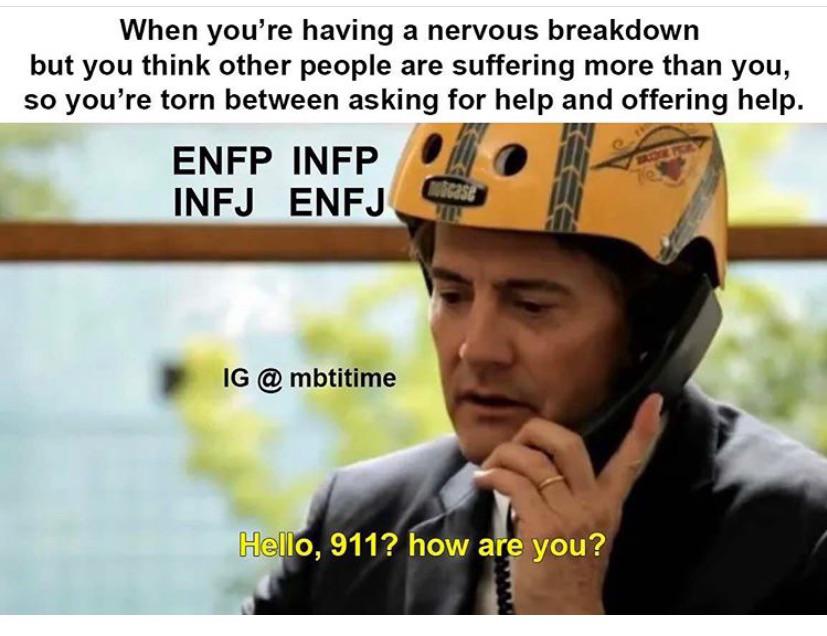 When you're having a nervous breakdown
but you think other people are suffering more than you,
so you're torn between asking for help and offering help.
ENFP INFP
INFJ ENFJ
nutcase
IG @ mbtitime
Hello, 911? how are you?